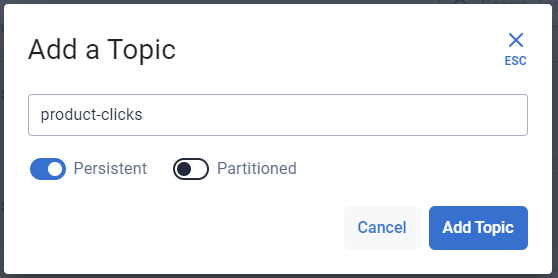 Add a Topic
ESC
product-clicks
Persistent Partitioned
Cancel Add Topic